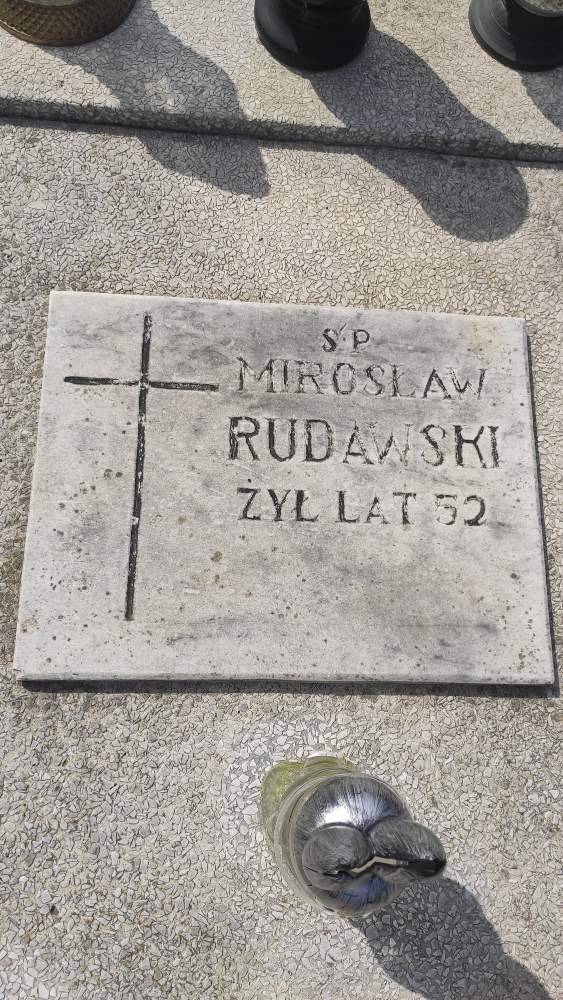 Ś P
MIROSŁAW
RUDAWSKI
ŻYŁ LAT 52